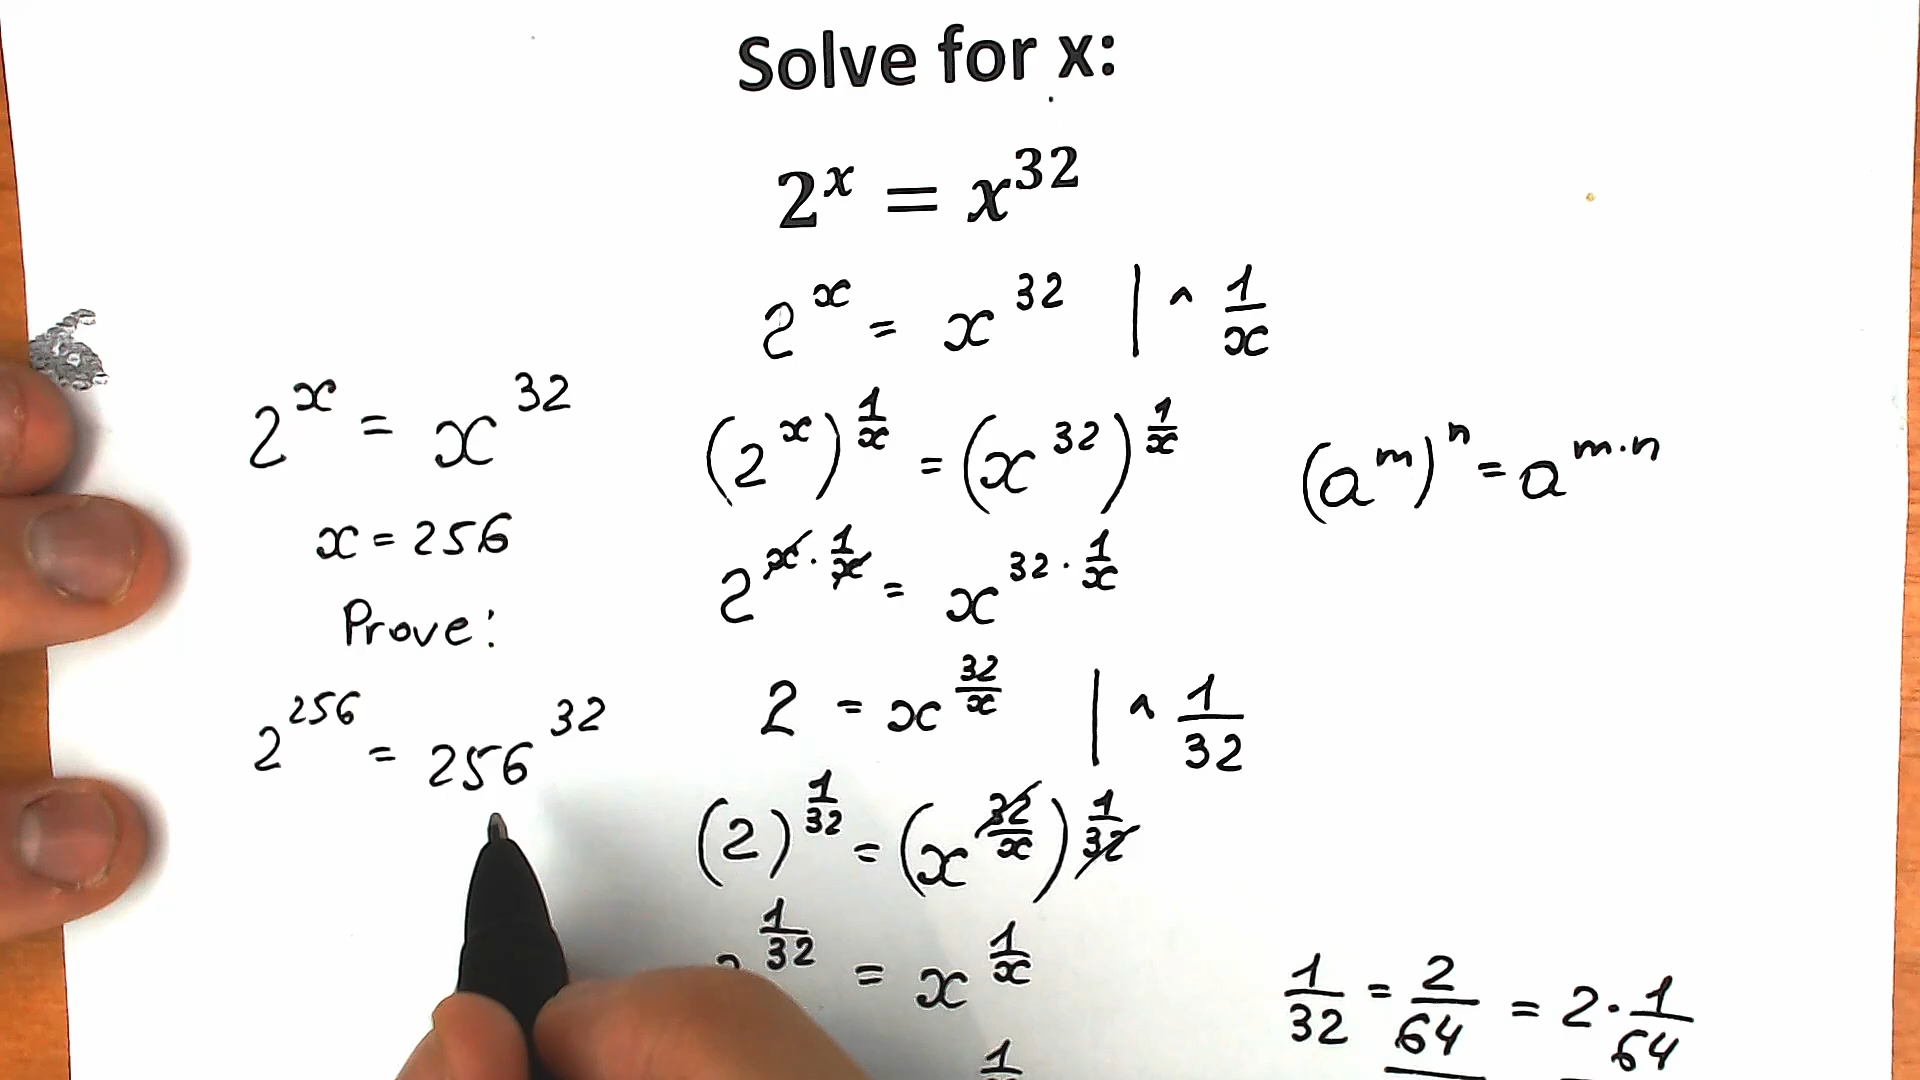 Solve for x:
2^x = x^32
2^x = x^32 | ^ 1/x
(2^x)^(1/x) = (x^32)^(1/x)
2^(x · 1/x) = x^(32 · 1/x)
2 = x^(32/x) | ^ 1/32
(2)^(1/32) = (x^(32/x))^(1/32)
2^(1/32) = x^(1/x)
2^x = x^32
x = 256
Prove:
2^256 = 256^32
(a^m)^n = a^(m·n)
1/32 = 2/64 = 2 · 1/64